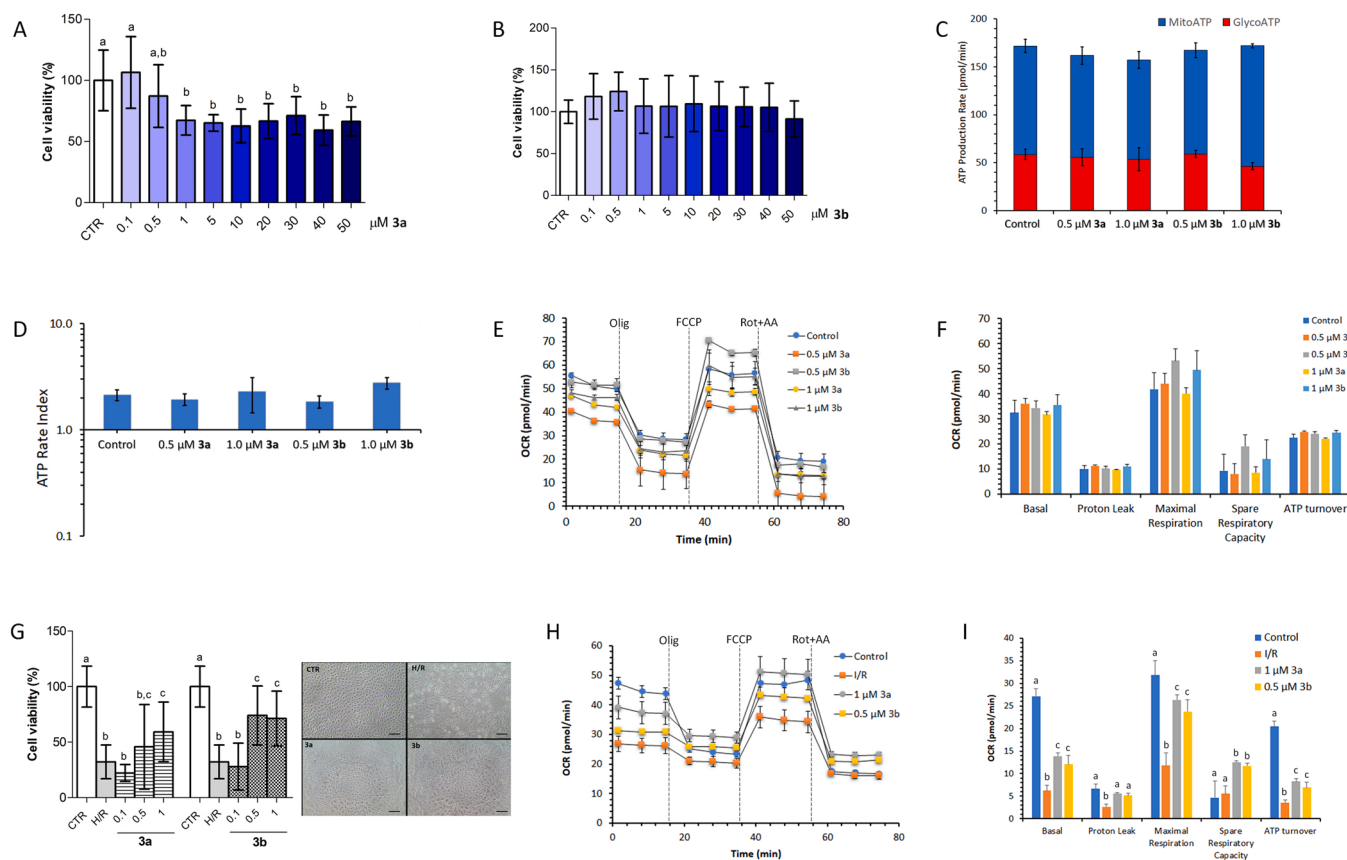 A
Cell viability (%)
150
100
50
0
a
a
a,b
b
b
b
b
b
b
b
CTR
0.1
0.5
1
5
10
20
30
40
50
μM 3a
B
Cell viability (%)
200
150
100
50
0
CTR
0.1
0.5
1
5
10
20
30
40
50
μM 3b
C
MitoATP
GlycoATP
ATP Production Rate (pmol/min)
200
150
100
50
0
Control
0.5 μM 3a
1.0 μM 3a
0.5 μM 3b
1.0 μM 3b
D
ATP Rate Index
10.0
1.0
0.1
Control
0.5 μM 3a
1.0 μM 3a
0.5 μM 3b
1.0 μM 3b
E
OCR (pmol/min)
80
70
60
50
40
30
20
10
0
Olig
FCCP
Rot+AA
Control
0.5 μM 3a
0.5 μM 3b
1 μM 3a
1 μM 3b
0
20
40
60
80
Time (min)
F
OCR (pmol/min)
70
60
50
40
30
20
10
0
Control
0.5 μM 3
0.5 μM 3
1 μM 3a
1 μM 3b
Basal
Proton Leak
Maximal
Respiration
Spare
Respiratory
Capacity
ATP turnover
G
Cell viability (%)
150
100
50
0
a
b
b
b,c
c
a
b
b
c
c
CTR
H/R
0.1
0.5
1
CTR
H/R
0.1
0.5
1
3a
3b
CTR
H/R
3a
3b
H
OCR (pmol/min)
60
50
40
30
20
10
0
Olig
FCCP
Rot+AA
Control
I/R
1 μM 3a
0.5 μM 3b
0
20
40
60
80
Time (min)
I
OCR (pmol/min)
40
35
30
25
20
15
10
5
0
Control
I/R
1 μM 3a
0.5 μM 3b
a
b
c
c
a
b
a
a
a
b
c
c
a
b
c
c
a
b
c
c
Basal
Proton Leak
Maximal
Respiration
Spare
Respiratory
Capacity
ATP turnover